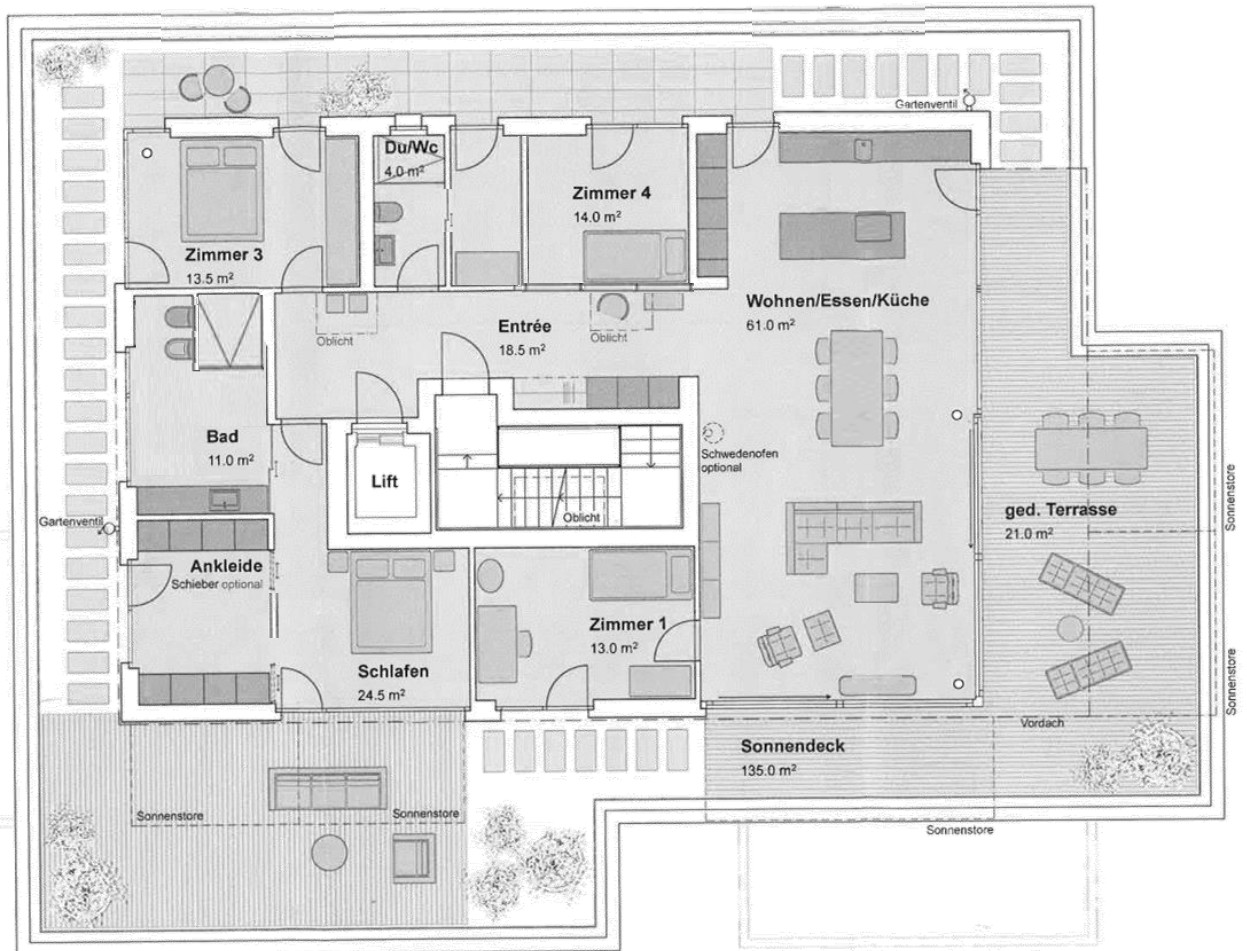 Gartenventil
Du/Wc
4.0 m²
Zimmer 4
14.0 m²
Zimmer 3
13.5 m²
Wohnen/Essen/Küche
61.0 m²
Entrée
18.5 m²
Oblicht
Oblicht
Bad
11.0 m²
Schwedenofen
optional
Lift
Gartenventil
Oblicht
ged. Terrasse
21.0 m²
Sonnenstore
Ankleide
Schieber optional
Zimmer 1
13.0 m²
Schlafen
24.5 m²
Sonnenstore
Vordach
Sonnendeck
135.0 m²
Sonnenstore
Sonnenstore
Sonnenstore